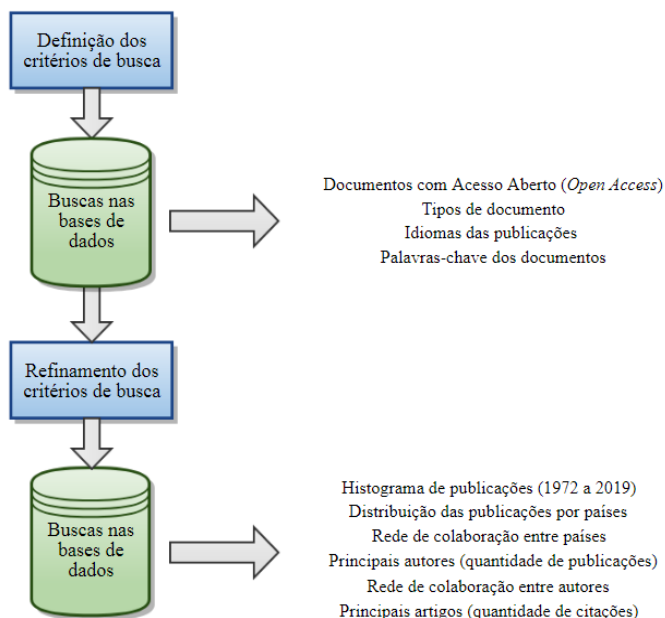 Definição dos
critérios de busca
Buscas nas
bases de
dados
Documentos com Acesso Aberto (Open Access)
Tipos de documento
Idiomas das publicações
Palavras-chave dos documentos
Refinamento dos
critérios de busca
Buscas nas
bases de
dados
Histograma de publicações (1972 a 2019)
Distribuição das publicações por países
Rede de colaboração entre países
Principais autores (quantidade de publicações)
Rede de colaboração entre autores
Principais artigos (quantidade de citações)